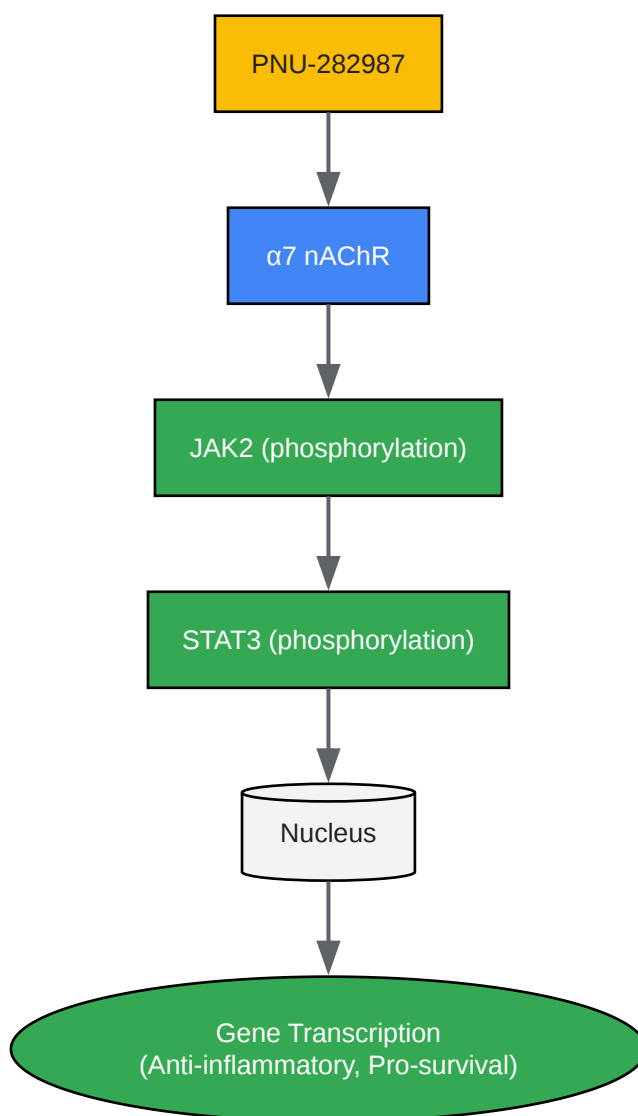 PNU-282987
α7 nAChR
JAK2 (phosphorylation)
STAT3 (phosphorylation)
Nucleus
Gene Transcription
(Anti-inflammatory, Pro-survival)